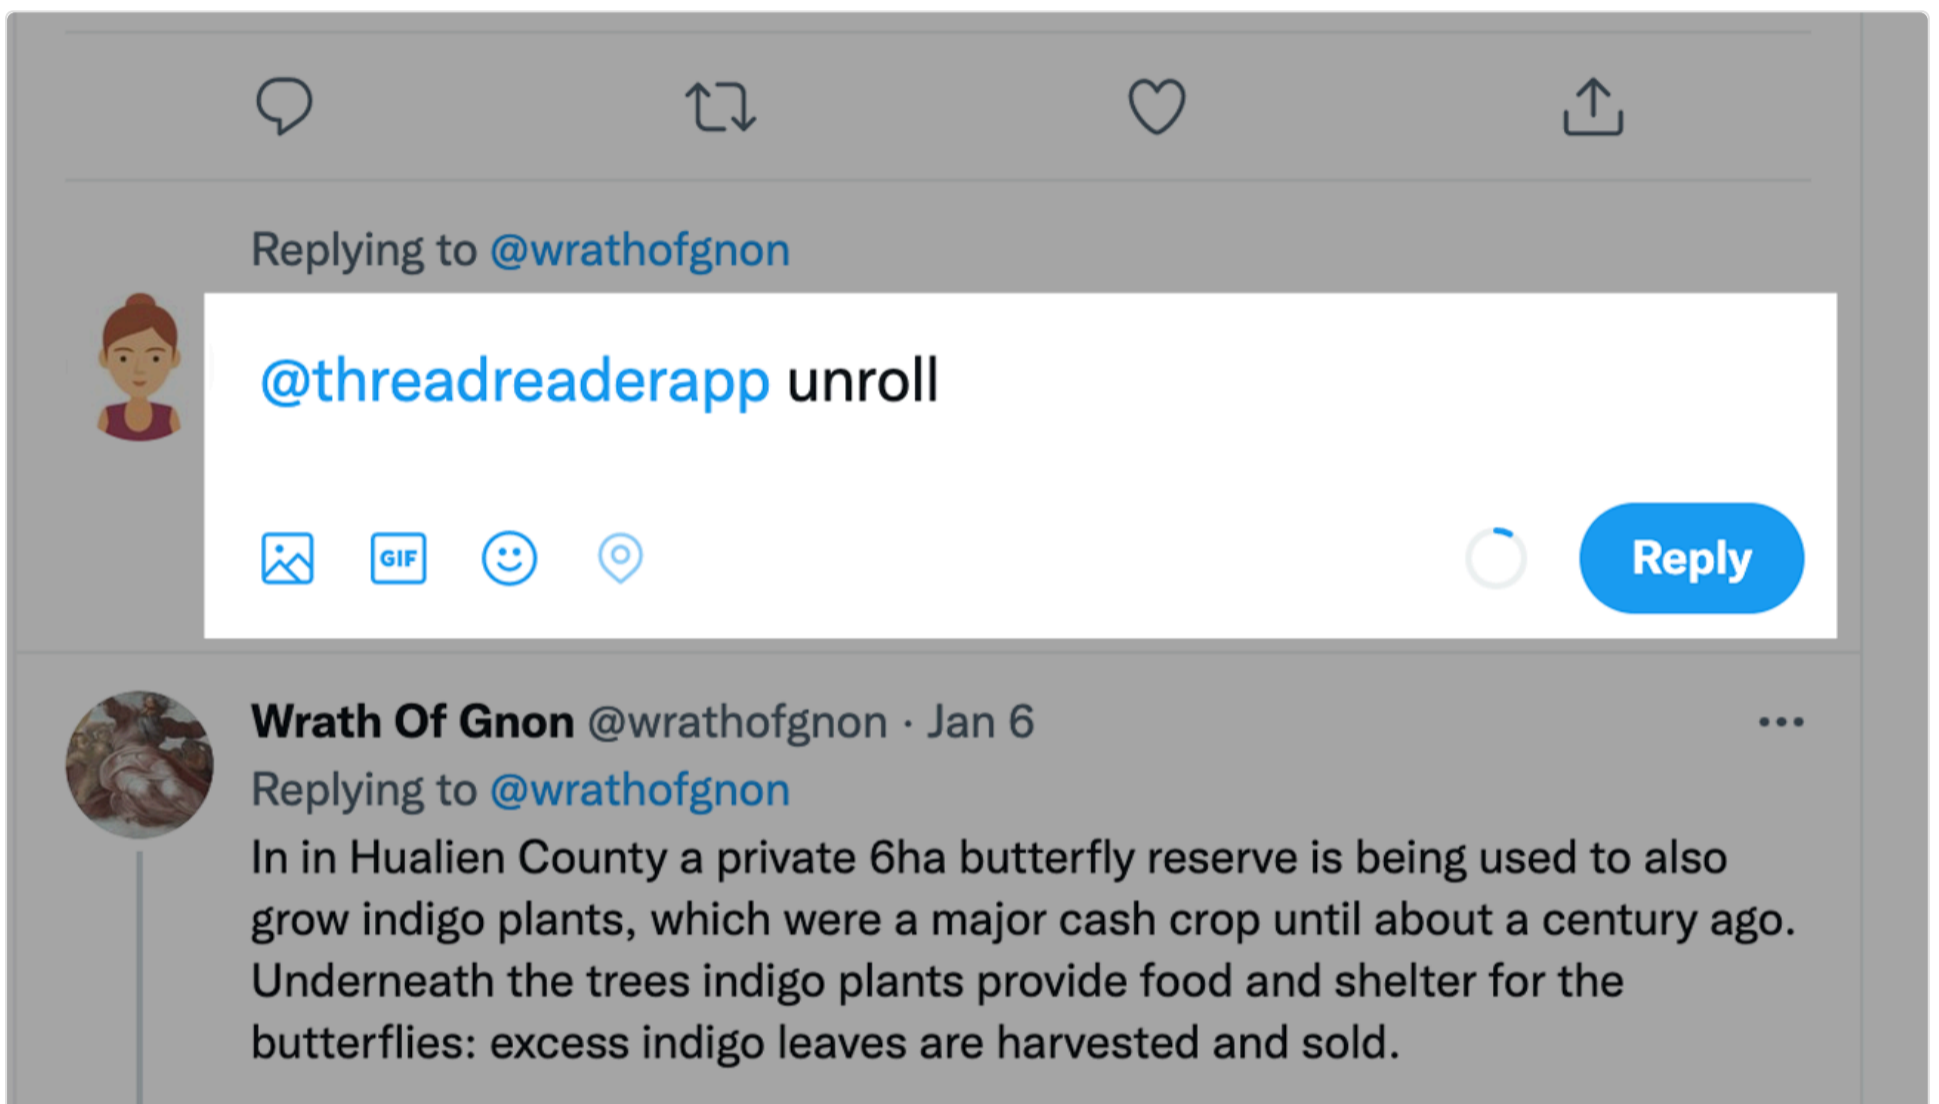 Replying to @wrathofgnon
@threadreaderapp unroll
GIF
Reply
Wrath Of Gnon @wrathofgnon · Jan 6
Replying to @wrathofgnon
In in Hualien County a private 6ha butterfly reserve is being used to also
grow indigo plants, which were a major cash crop until about a century ago.
Underneath the trees indigo plants provide food and shelter for the
butterflies: excess indigo leaves are harvested and sold.